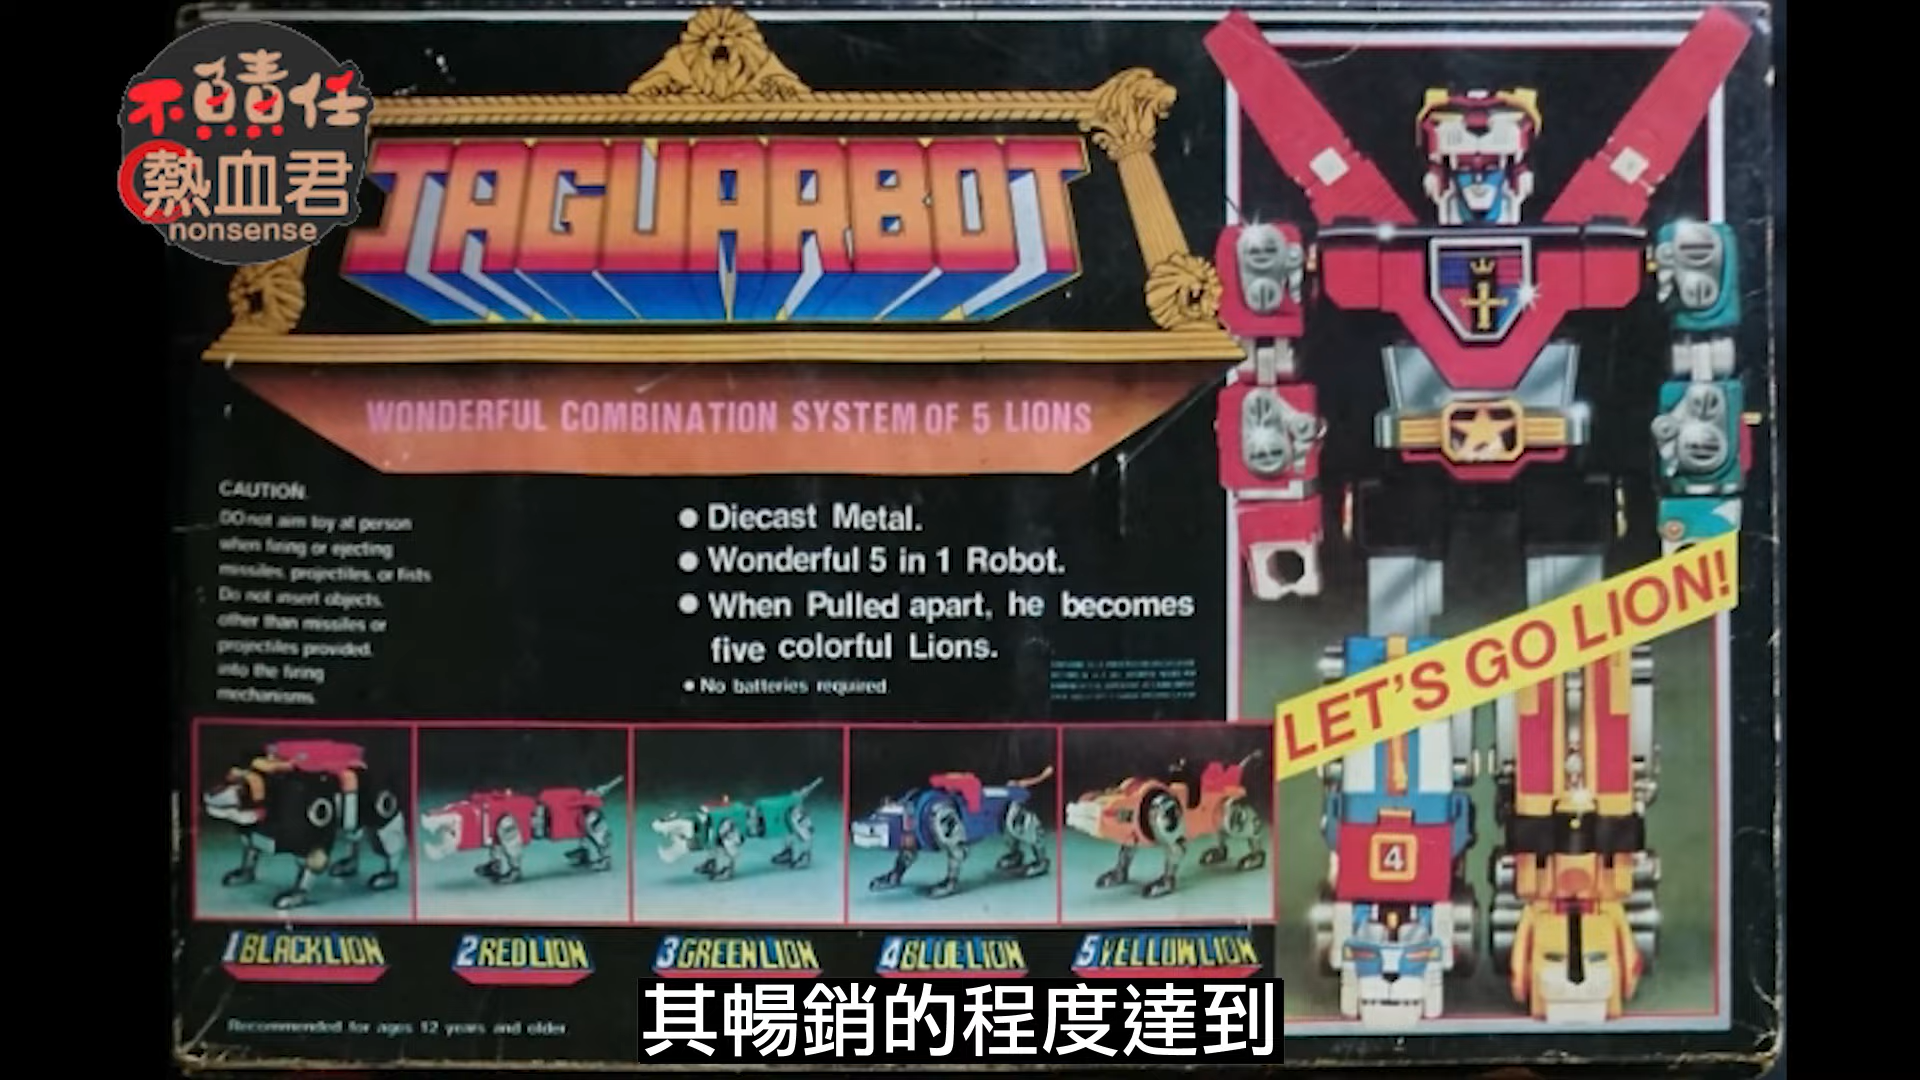 不負責任
熱血君
nonsense
JAGUARBOT
WONDERFUL COMBINATION SYSTEM OF 5 LIONS
CAUTION
DO not aim toy at person
when firing or ejecting
missiles, projectiles, or fists
Do not insert objects,
other than missiles or
projectiles provided,
into the firing
mechanisms.
● Diecast Metal.
● Wonderful 5 in 1 Robot.
● When Pulled apart, he becomes
five colorful Lions.
● No batteries required
LET'S GO LION!
4
1 BLACK LION
2 RED LION
3 GREEN LION
4 BLUE LION
5 YELLOW LION
Recommended for ages 12 years and older
其暢銷的程度達到